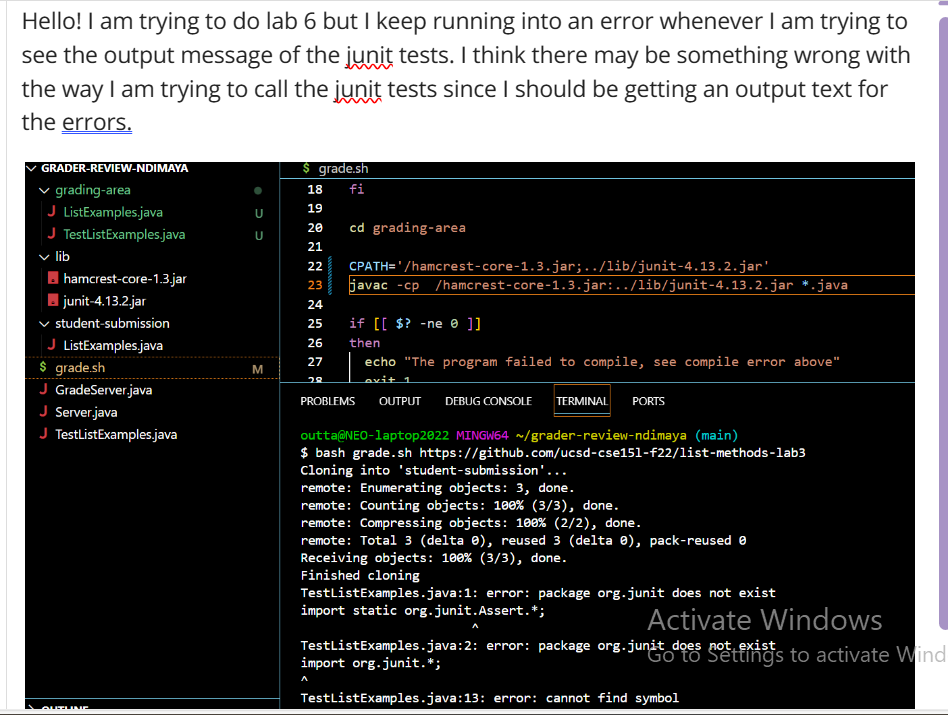 Hello! I am trying to do lab 6 but I keep running into an error whenever I am trying to
see the output message of the junit tests. I think there may be something wrong with
the way I am trying to call the junit tests since I should be getting an output text for
the errors.
GRADER-REVIEW-NDIMAYA
grading-area
ListExamples.java U
TestListExamples.java U
lib
hamcrest-core-1.3.jar
junit-4.13.2.jar
student-submission
ListExamples.java
$ grade.sh M
GradeServer.java
Server.java
TestListExamples.java
OUTLINE
$ grade.sh
18 fi
19
20 cd grading-area
21
22 CPATH='/hamcrest-core-1.3.jar;../lib/junit-4.13.2.jar'
23 javac -cp /hamcrest-core-1.3.jar:../lib/junit-4.13.2.jar *.java
24
25 if [[ $? -ne 0 ]]
26 then
27 echo "The program failed to compile, see compile error above"
28 exit 1
PROBLEMS OUTPUT DEBUG CONSOLE TERMINAL PORTS
outta@NEO-laptop2022 MINGW64 ~/grader-review-ndimaya (main)
$ bash grade.sh https://github.com/ucsd-cse15l-f22/list-methods-lab3
Cloning into 'student-submission'...
remote: Enumerating objects: 3, done.
remote: Counting objects: 100% (3/3), done.
remote: Compressing objects: 100% (2/2), done.
remote: Total 3 (delta 0), reused 3 (delta 0), pack-reused 0
Receiving objects: 100% (3/3), done.
Finished cloning
TestListExamples.java:1: error: package org.junit does not exist
import static org.junit.Assert.*;
^
TestListExamples.java:2: error: package org.junit does not exist
import org.junit.*;
^
TestListExamples.java:13: error: cannot find symbol
Activate Windows
Go to Settings to activate Wind